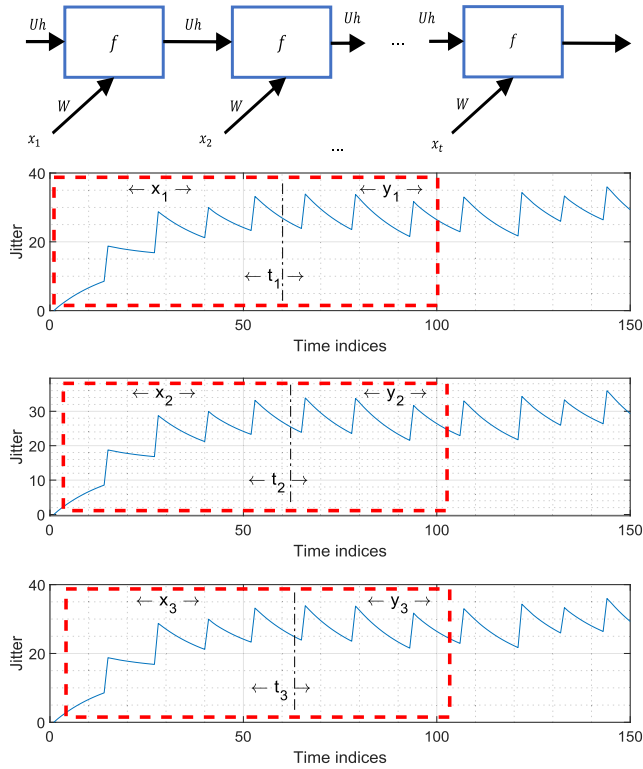 Uh f Uh f Uh ... Uh f
W W W
x₁ x₂ ... xₜ
40
← x₁ → ← y₁ →
Jitter
20
← t₁ →
0
0 50 100 150
Time indices
← x₂ → ← y₂ →
30
Jitter
20
← t₂ →
10
0
0 50 100 150
Time indices
40
← x₃ → ← y₃ →
Jitter
20
← t₃ →
0
0 50 100 150
Time indices